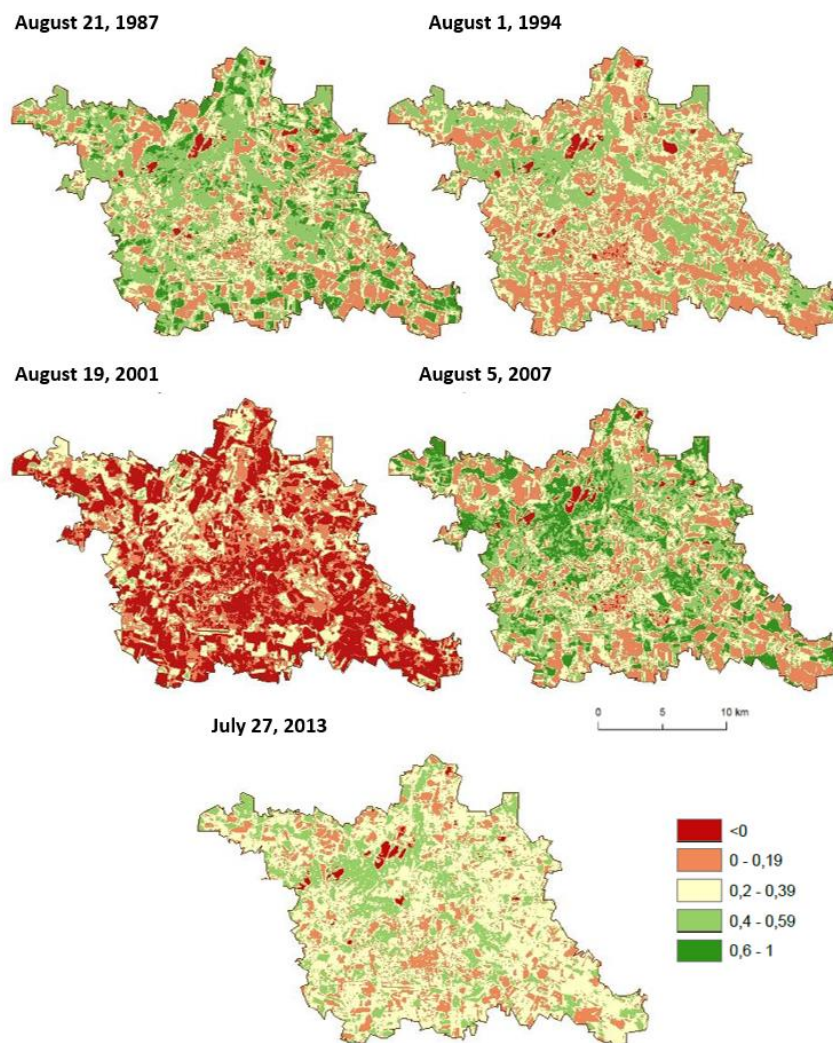 August 21, 1987
August 1, 1994
August 19, 2001
August 5, 2007
0 5 10 km
July 27, 2013
<0
0 - 0,19
0,2 - 0,39
0,4 - 0,59
0,6 - 1